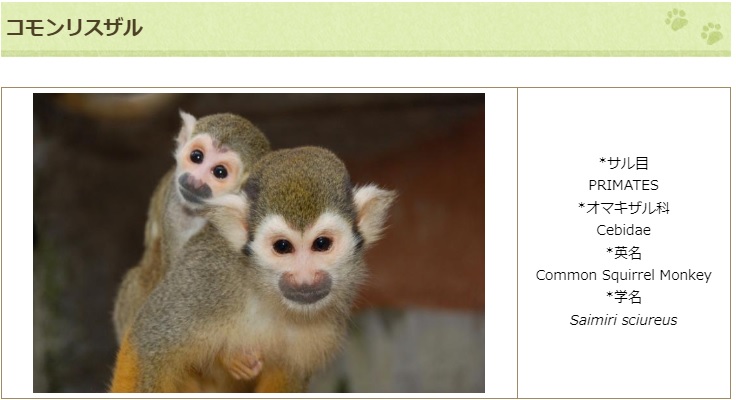 コモンリスザル
*サル目
PRIMATES
*オマキザル科
Cebidae
*英名
Common Squirrel Monkey
*学名
Saimiri sciureus